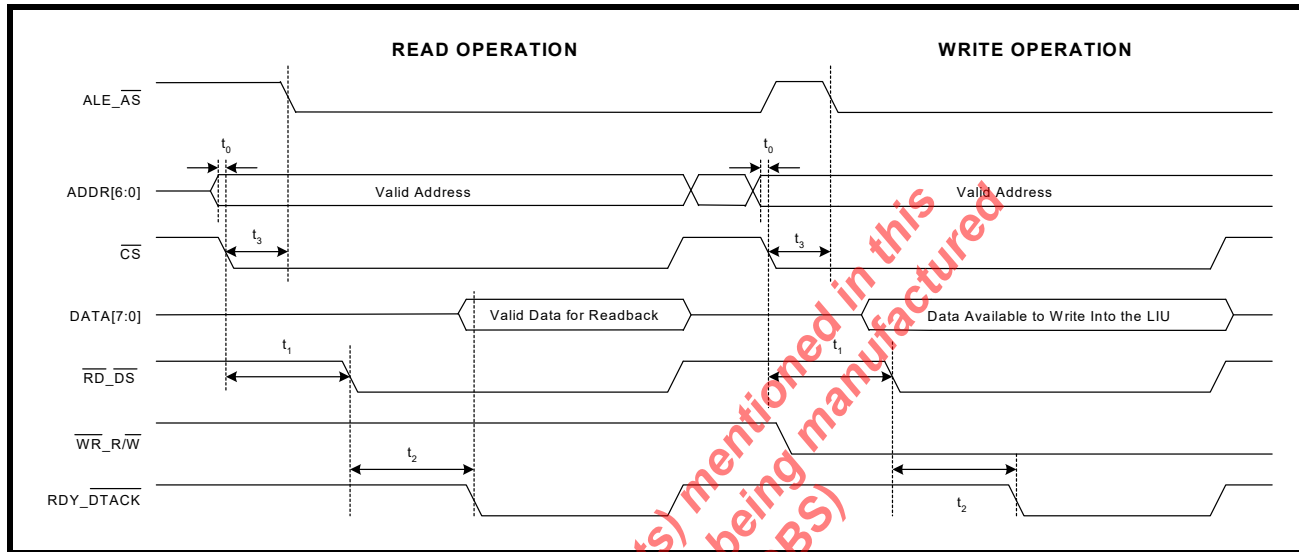 READ OPERATION
WRITE OPERATION
ALE_AS
t0
t0
ADDR[6:0]
Valid Address
Valid Address
CS
t3
t3
DATA[7:0]
Valid Data for Readback
Data Available to Write Into the LIU
t1
t1
RD_DS
WR_R/W
t2
t2
RDY_DTACK
ts) mentioned in this
being manufactured
OBS)